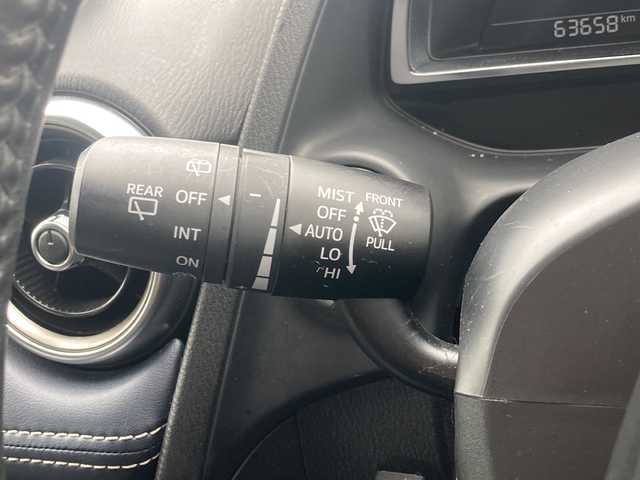 63658 km
REAR
OFF
INT
ON
−
MIST
OFF
AUTO
LO
HI
FRONT
PULL